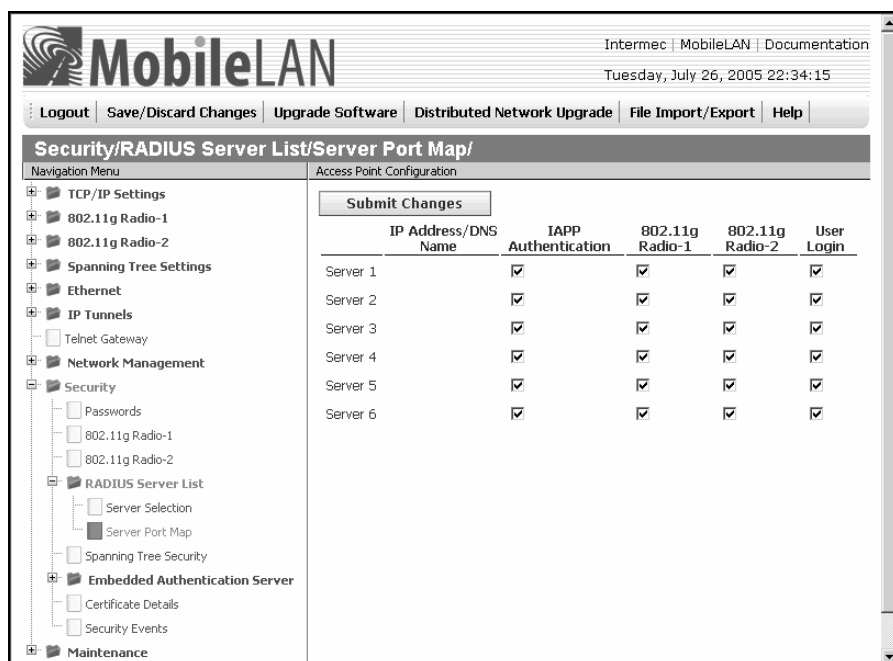 MobileLAN
Intermec | MobileLAN | Documentation
Tuesday, July 26, 2005 22:34:15
Logout | Save/Discard Changes | Upgrade Software | Distributed Network Upgrade | File Import/Export | Help |
Security/RADIUS Server List/Server Port Map/
Navigation Menu
TCP/IP Settings
802.11g Radio-1
802.11g Radio-2
Spanning Tree Settings
Ethernet
IP Tunnels
Telnet Gateway
Network Management
Security
Passwords
802.11g Radio-1
802.11g Radio-2
RADIUS Server List
Server Selection
Server Port Map
Spanning Tree Security
Embedded Authentication Server
Certificate Details
Security Events
Maintenance
Access Point Configuration
Submit Changes
IP Address/DNS Name IAPP Authentication 802.11g Radio-1 802.11g Radio-2 User Login
Server 1
Server 2
Server 3
Server 4
Server 5
Server 6